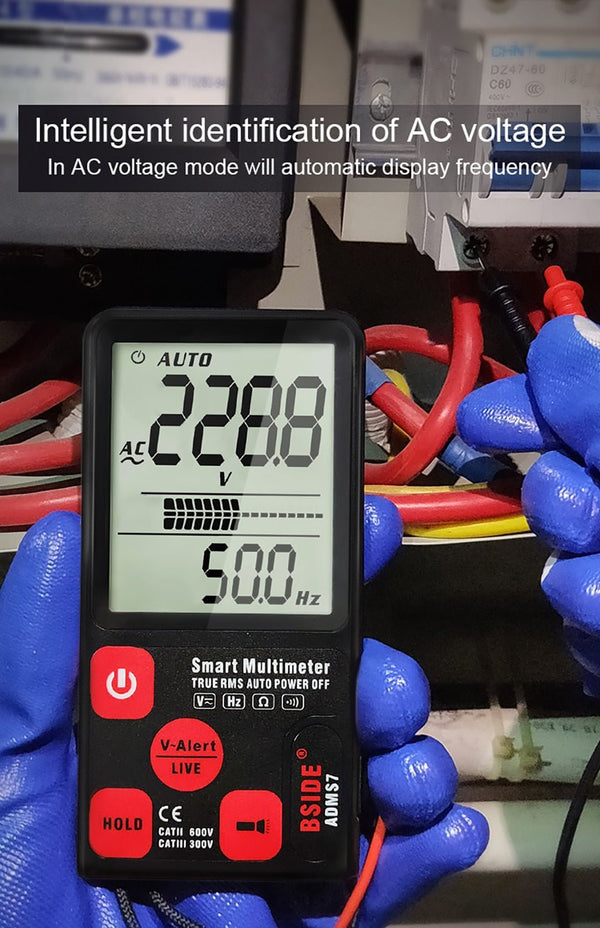 Intelligent identification of AC voltage
In AC voltage mode will automatic display frequency
CHNT
DZ47-60
C60
400V~
AUTO
AC
228.8
V
50.0 Hz
Smart Multimeter
TRUE RMS AUTO POWER OFF
V Hz Ω
V-Alert
LIVE
BSIDE®
ADMS7
HOLD
CE
CATII 600V
CATIII 300V